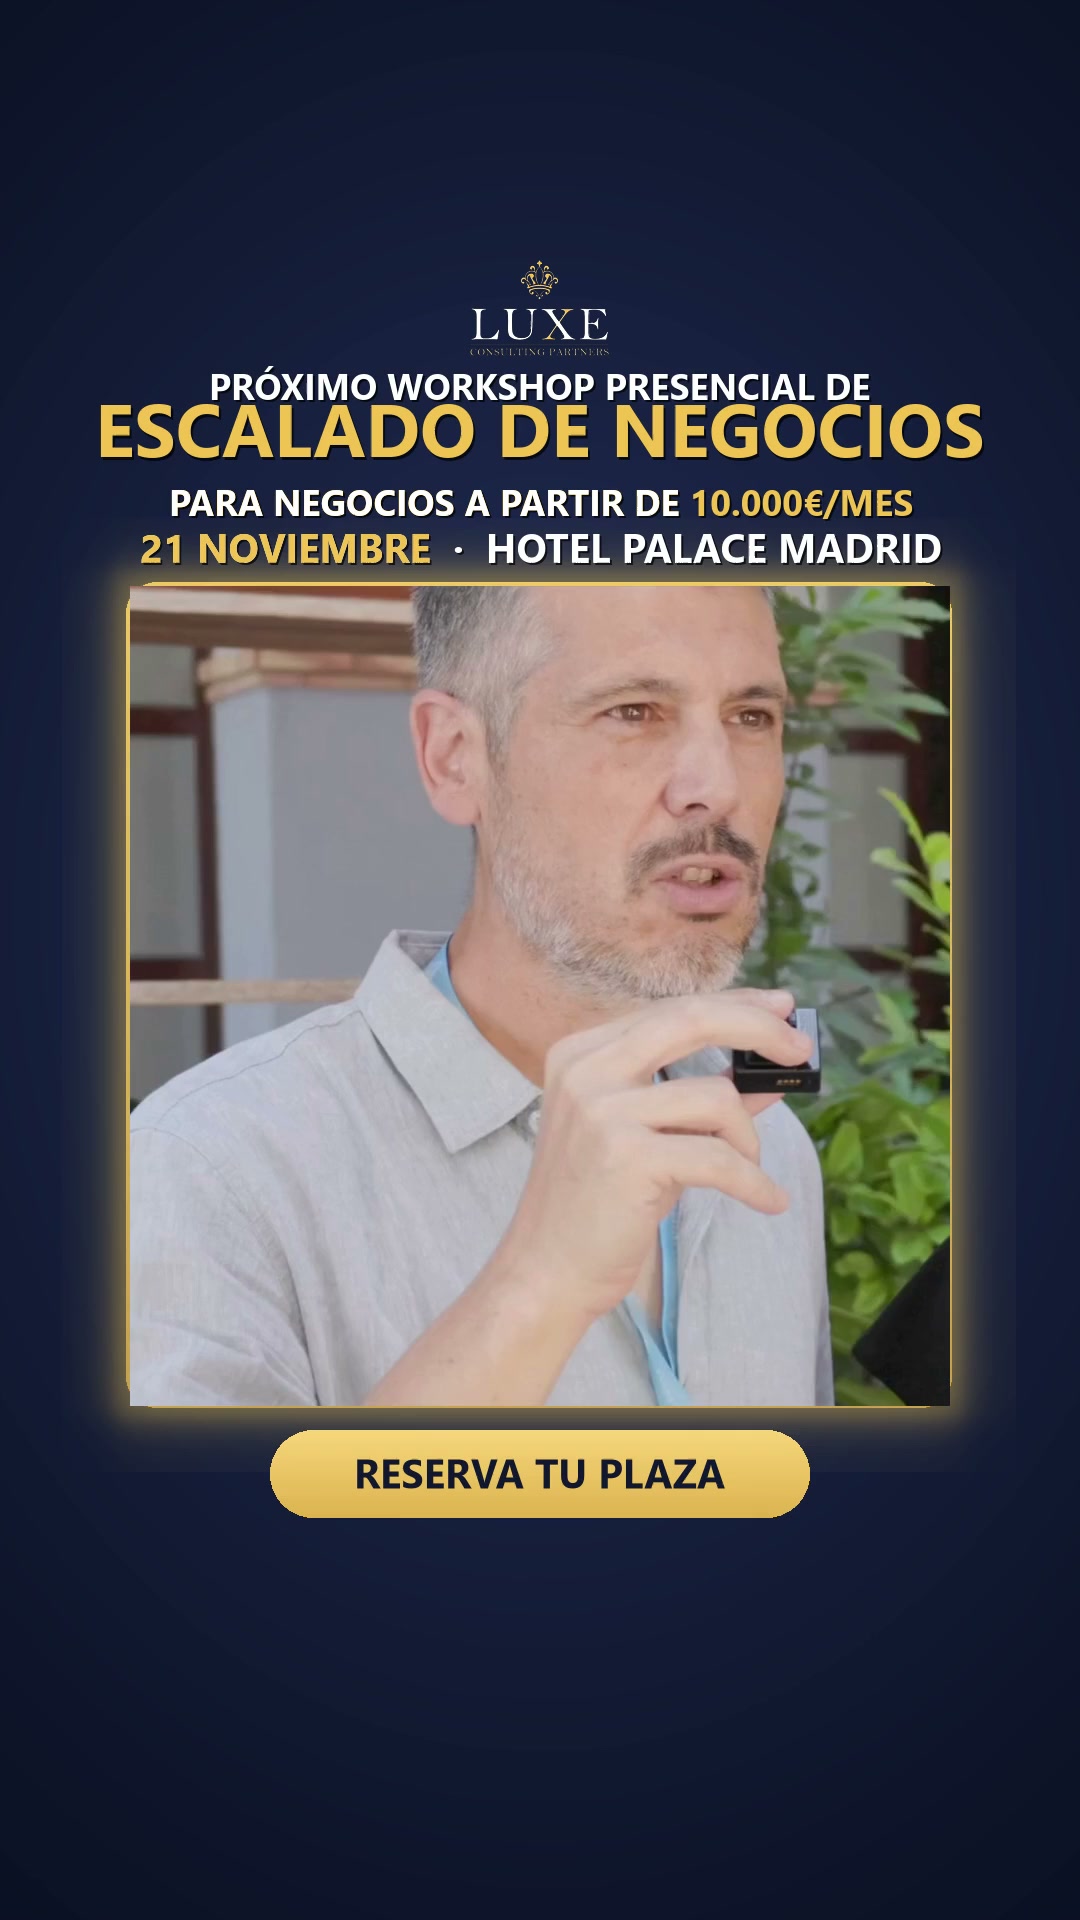 LUXE
CONSULTING PARTNERS
PRÓXIMO WORKSHOP PRESENCIAL DE
ESCALADO DE NEGOCIOS
PARA NEGOCIOS A PARTIR DE 10.000€/MES
21 NOVIEMBRE · HOTEL PALACE MADRID
RESERVA TU PLAZA